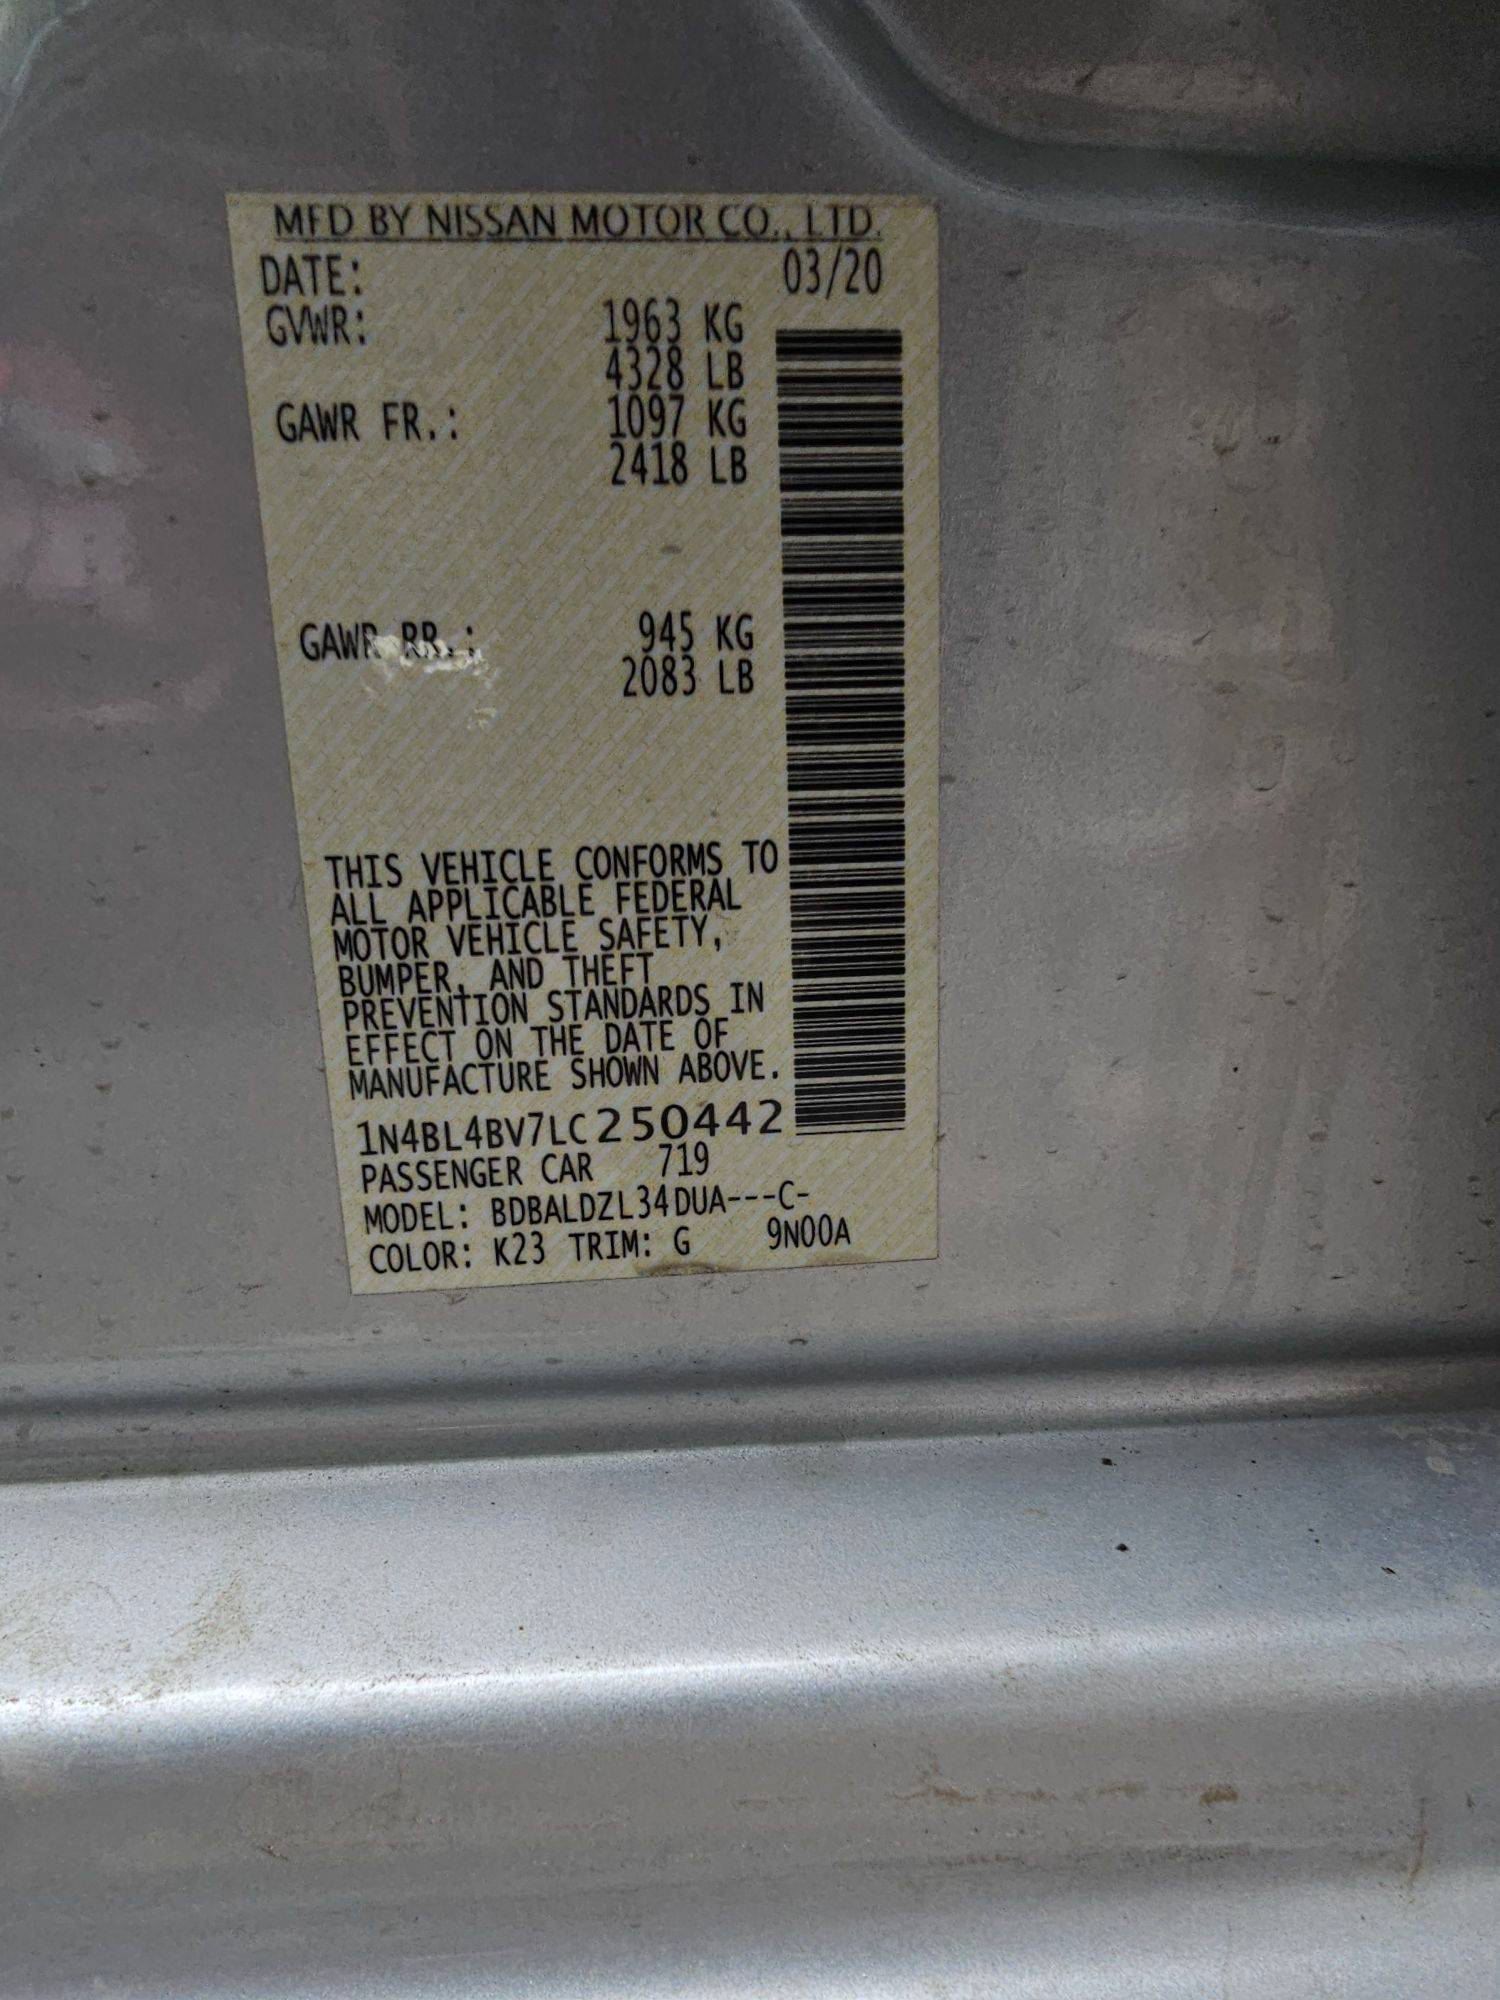 MFD BY NISSAN MOTOR CO., LTD.
DATE: 03/20
GVWR: 1963 KG
4328 LB
GAWR FR.: 1097 KG
2418 LB
GAWR RR.: 945 KG
2083 LB
THIS VEHICLE CONFORMS TO
ALL APPLICABLE FEDERAL
MOTOR VEHICLE SAFETY,
BUMPER, AND THEFT
PREVENTION STANDARDS IN
EFFECT ON THE DATE OF
MANUFACTURE SHOWN ABOVE.
1N4BL4BV7LC250442
PASSENGER CAR 719
MODEL: BDBALDZL34DUA---C-
COLOR: K23 TRIM: G 9N00A